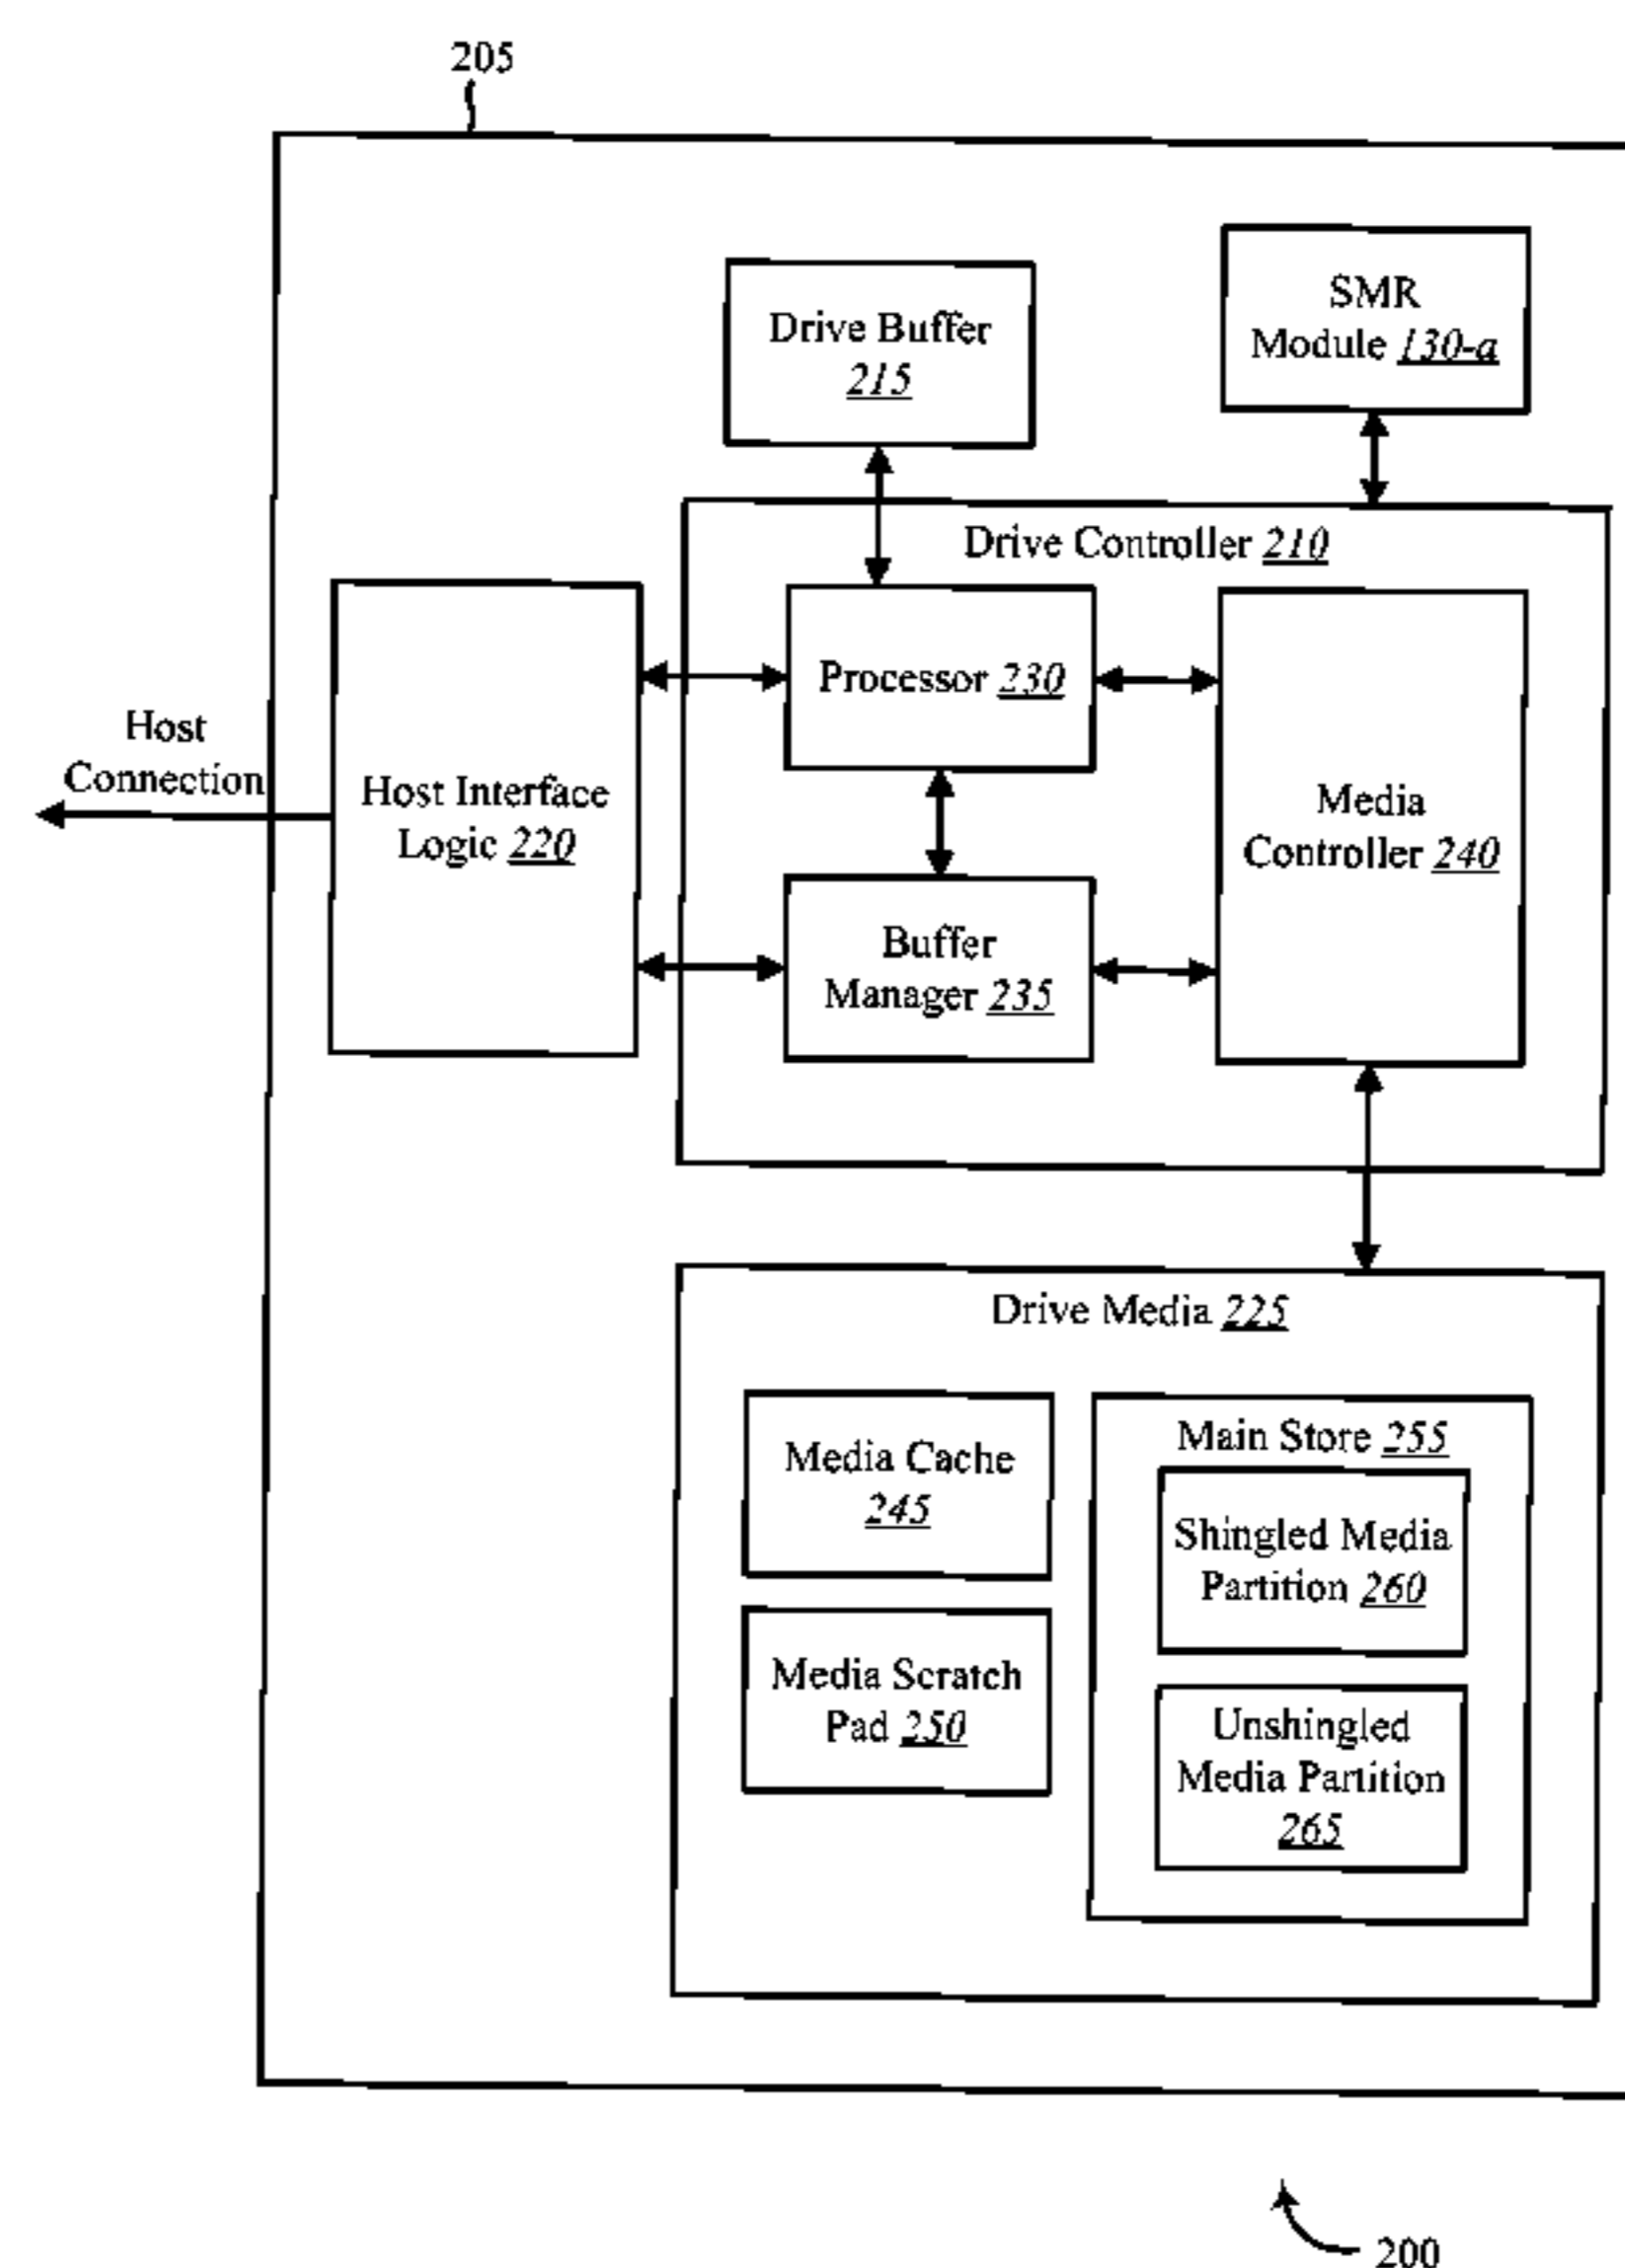 205
SMR
Module 130-a
Drive Buffer
215
Drive Controller 210
Processor 230
Host
Connection
Host Interface
Logic 220
Media
Controller 240
Buffer
Manager 235
Drive Media 225
Media Cache
245
Main Store 255
Shingled Media
Partition 260
Media Scratch
Pad 250
Unshingled
Media Partition
265
200